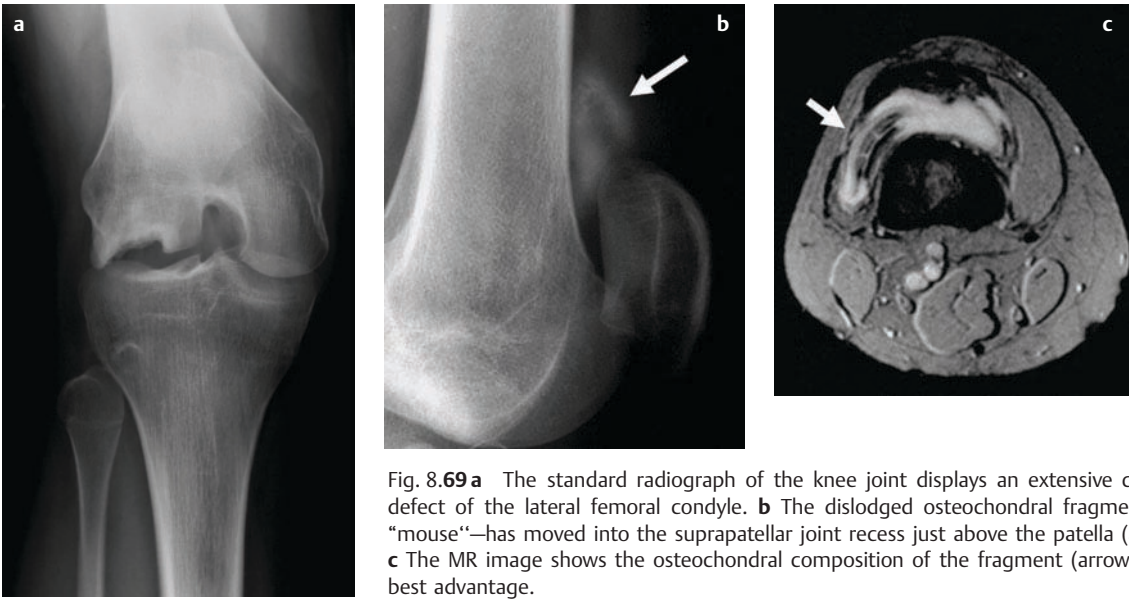 a
b
c
Fig. 8.69 a The standard radiograph of the knee joint displays an extensive
defect of the lateral femoral condyle. b The dislodged osteochondral
“mouse‘‘—has moved into the suprapatellar joint recess just above the patella (
c The MR image shows the osteochondral composition of the fragment (arrow
best advantage.